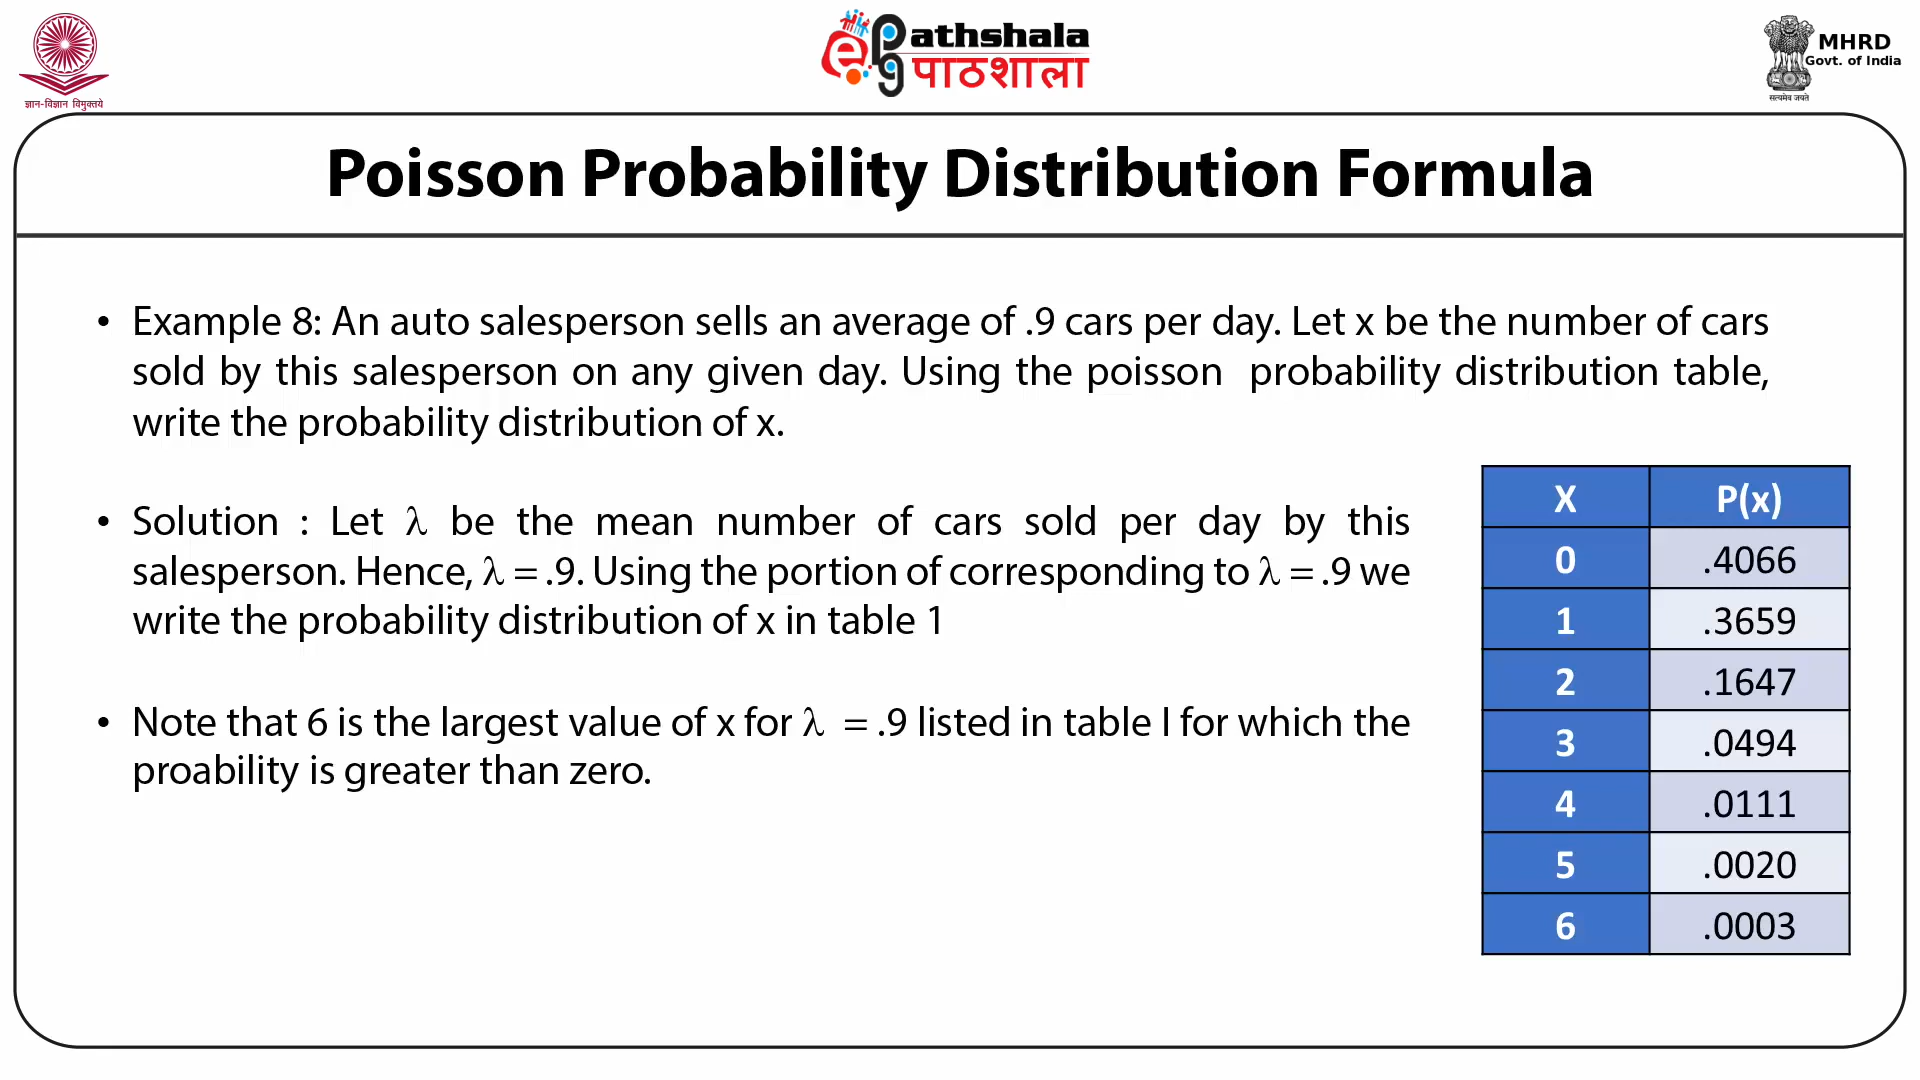 ज्ञान-विज्ञान विमुक्तये
ePathshala
पाठशाला
MHRD
Govt. of India
सत्यमेव जयते
Poisson Probability Distribution Formula
• Example 8: An auto salesperson sells an average of .9 cars per day. Let x be the number of cars
sold by this salesperson on any given day. Using the poisson probability distribution table,
write the probability distribution of x.
• Solution : Let λ be the mean number of cars sold per day by this
salesperson. Hence, λ = .9. Using the portion of corresponding to λ = .9 we
write the probability distribution of x in table 1
• Note that 6 is the largest value of x for λ = .9 listed in table I for which the
proability is greater than zero.
X P(x)
0 .4066
1 .3659
2 .1647
3 .0494
4 .0111
5 .0020
6 .0003